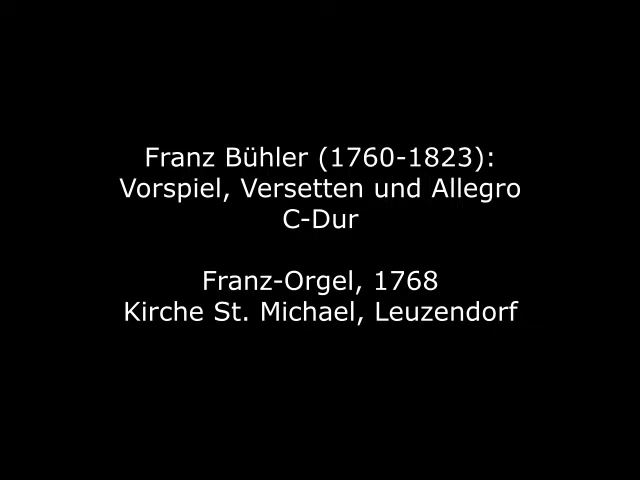 Franz Bühler (1760-1823):
Vorspiel, Versetten und Allegro
C-Dur
Franz-Orgel, 1768
Kirche St. Michael, Leuzendorf